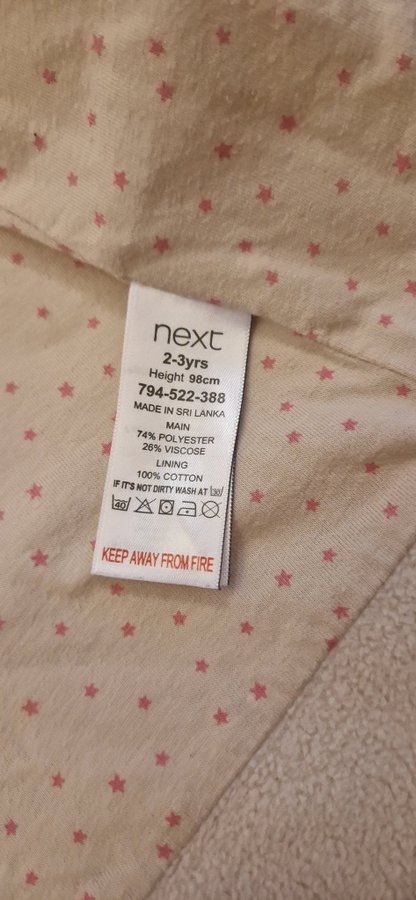 next
2-3yrs
Height 98cm
794-522-388
MADE IN SRI LANKA
MAIN
74% POLYESTER
26% VISCOSE
LINING
100% COTTON
IF IT'S NOT DIRTY WASH AT 30
40
KEEP AWAY FROM FIRE